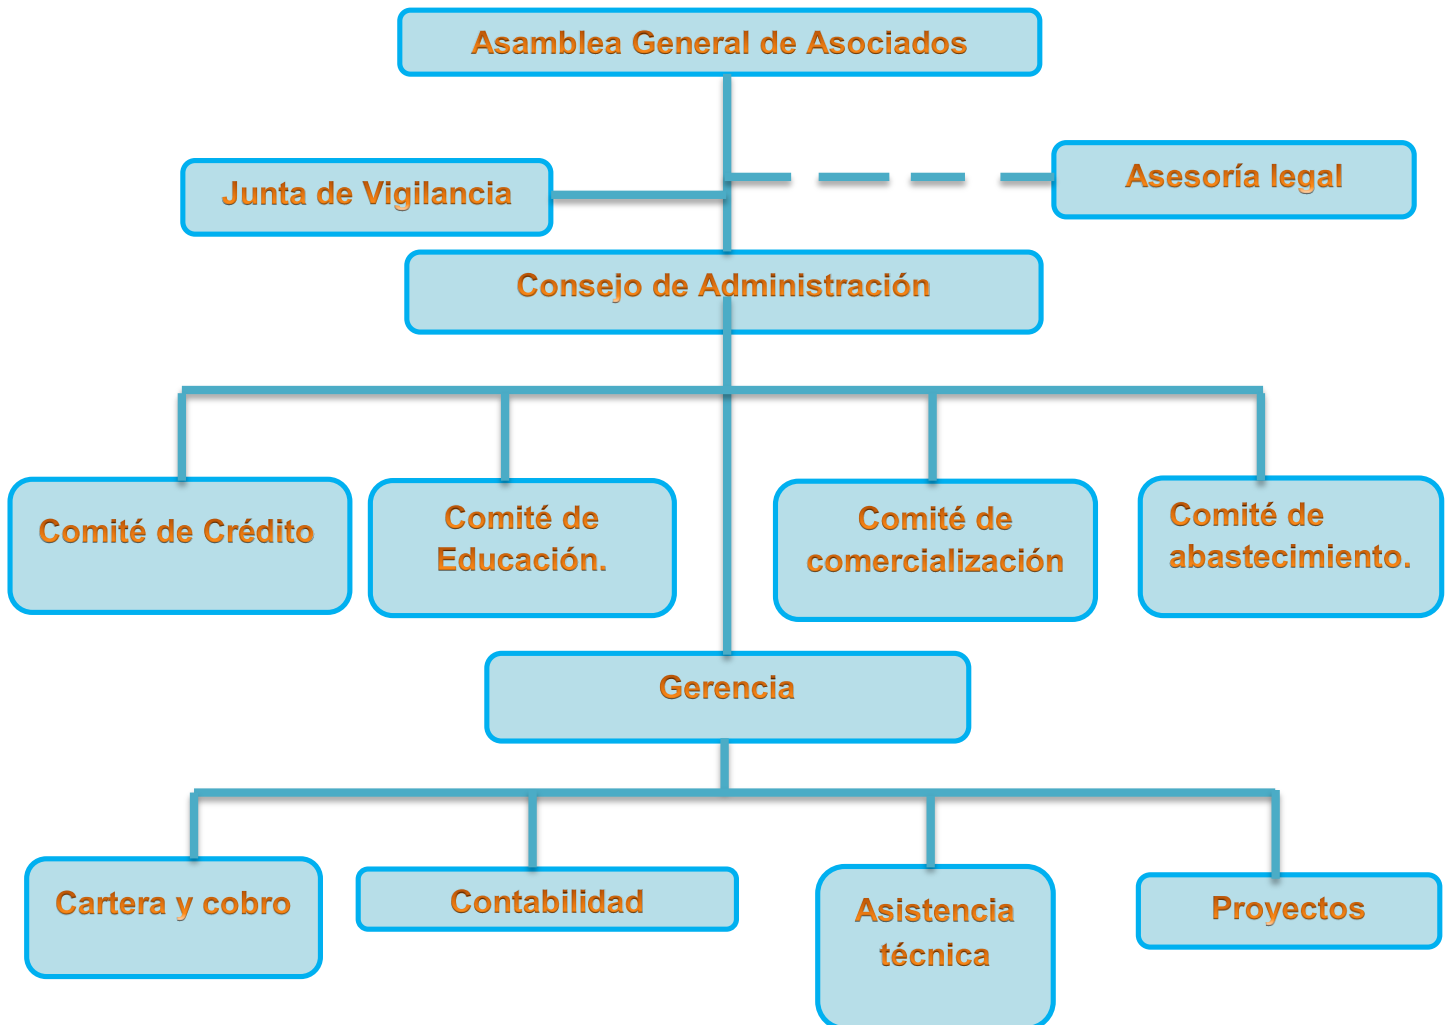 Asamblea General de Asociados
Junta de Vigilancia
Asesoría legal
Consejo de Administración
Comité de Crédito
Comité de
Educación.
Comité de
comercialización
Comité de
abastecimiento.
Gerencia
Cartera y cobro
Contabilidad
Asistencia
técnica
Proyectos